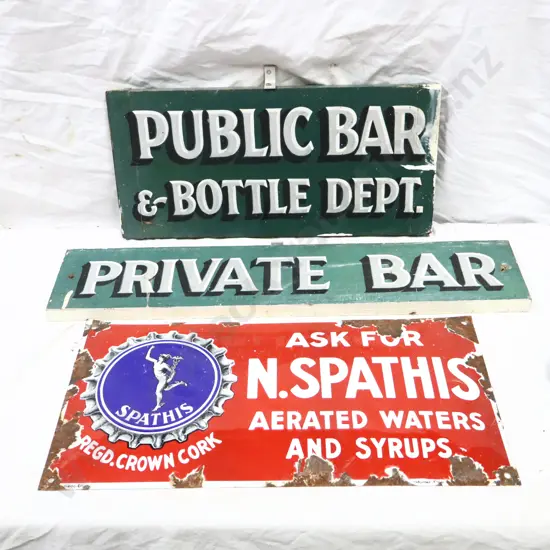 PUBLIC BAR
& BOTTLE DEPT.
PRIVATE BAR
ASK FOR
N. SPATHIS
AERATED WATERS
AND SYRUPS
SPATHIS
REGD. CROWN CORK